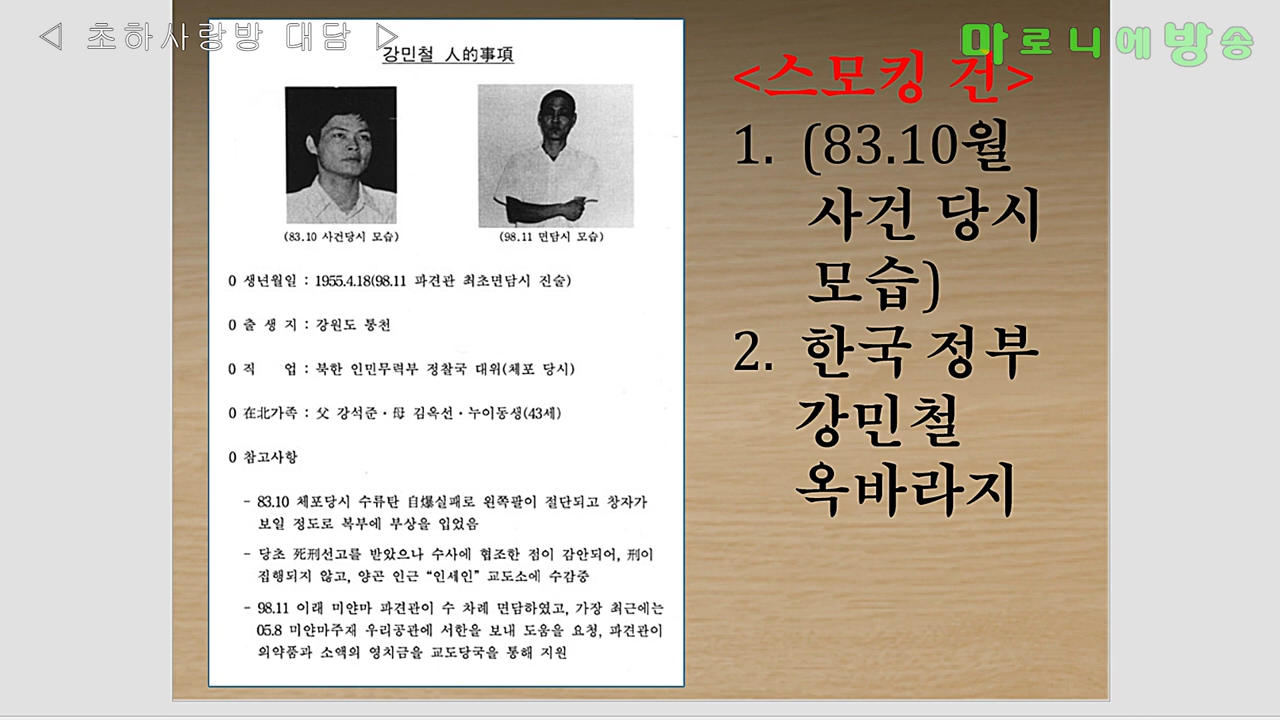 ◁ 초하사랑방 대담 ▷
마로니에방송
강민철 人的事項
(83.10 사건당시 모습)
(98.11 면담시 모습)
O 생년월일 : 1955.4.18(98.11 파견관 최초면담시 진술)
O 출 생 지 : 강원도 통천
O 직 업 : 북한 인민무력부 정찰국 대위(체포 당시)
O 在北가족 : 父 강석준·母 김옥선·누이동생(43세)
O 참고사항
- 83.10 체포당시 수류탄 自爆실패로 왼쪽팔이 절단되고 창자가
보일 정도로 복부에 부상을 입었음
- 당초 死刑선고를 받았으나 수사에 협조한 점이 감안되어, 刑이
집행되지 않고, 양곤 인근 “인세인” 교도소에 수감중
- 98.11 이래 미얀마 파견관이 수 차례 면담하였고, 가장 최근에는
05.8 미얀마주재 우리공관에 서한을 보내 도움을 요청, 파견관이
의약품과 소액의 영치금을 교도당국을 통해 지원
<스모킹 건>
1. (83.10월
사건 당시
모습)
2. 한국 정부
강민철
옥바라지